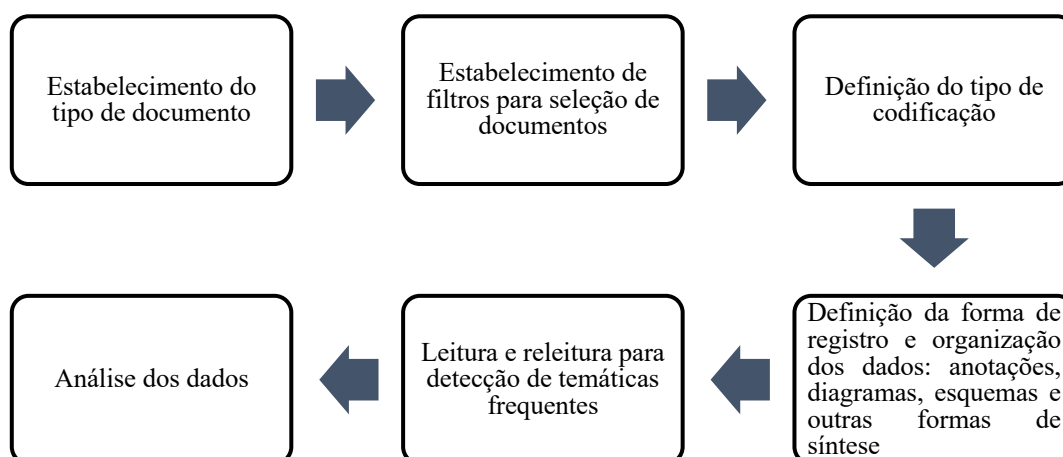 Estabelecimento do
tipo de documento
Estabelecimento de
filtros para seleção de
documentos
Definição do tipo de
codificação
Definição da forma de
registro e organização
dos dados: anotações,
diagramas, esquemas e
outras formas de
síntese
Leitura e releitura para
detecção de temáticas
frequentes
Análise dos dados